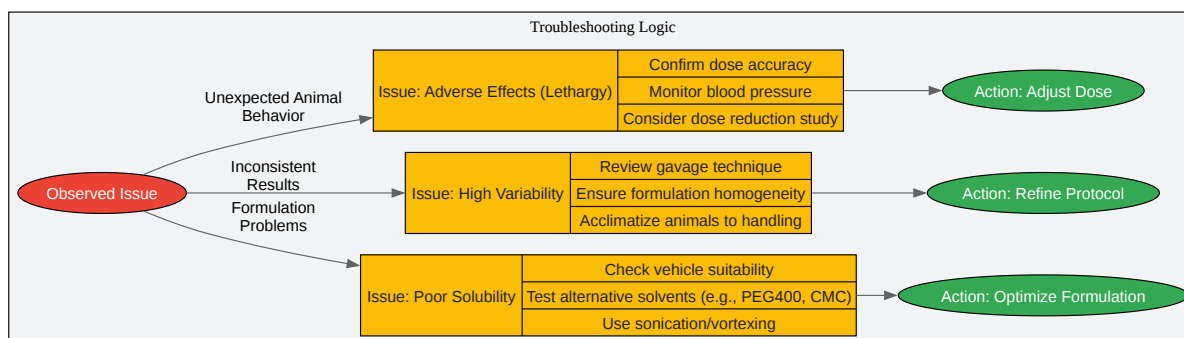 Troubleshooting Logic
Observed Issue
Unexpected Animal
Behavior
Issue: Adverse Effects (Lethargy)
Confirm dose accuracy
Monitor blood pressure
Consider dose reduction study
Action: Adjust Dose
Inconsistent
Results
Issue: High Variability
Review gavage technique
Ensure formulation homogeneity
Acclimatize animals to handling
Action: Refine Protocol
Formulation
Problems
Issue: Poor Solubility
Check vehicle suitability
Test alternative solvents (e.g., PEG400, CMC)
Use sonication/vortexing
Action: Optimize Formulation